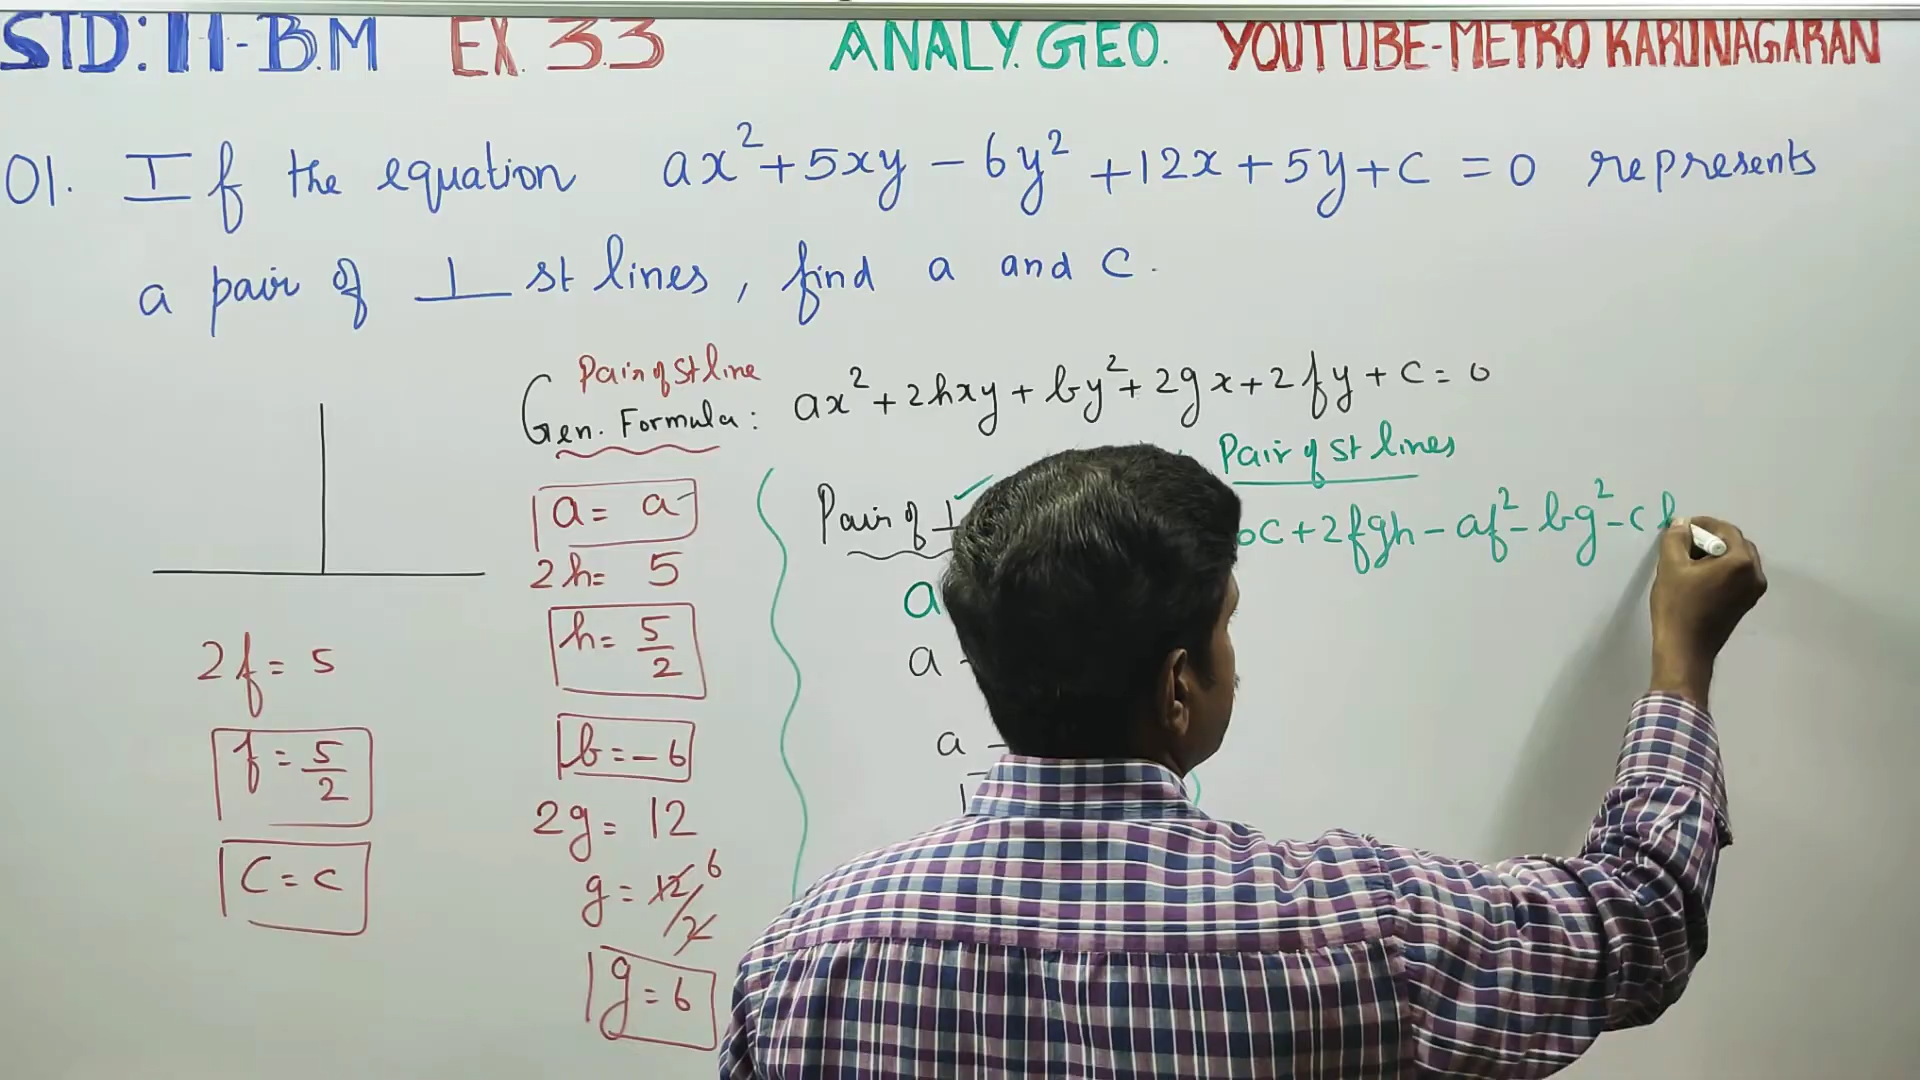 STD: 11-B.M EX. 3.3 ANALY. GEO. YOUTUBE-METRO KARUNAGARAN
01. If the equation ax² + 5xy - 6y² + 12x + 5y + c = 0 represents
a pair of ⊥ st lines, find a and c.
Pair of st line
Gen. Formula: ax² + 2hxy + by² + 2gx + 2fy + c = 0
2f = 5
f = 5/2
c = c
a = a
2h = 5
h = 5/2
b = -6
2g = 12
g = 12/2 6
g = 6
Pair of ⊥
a
a -
a -
Pair of st lines
c + 2fgh - af² - bg² - ch